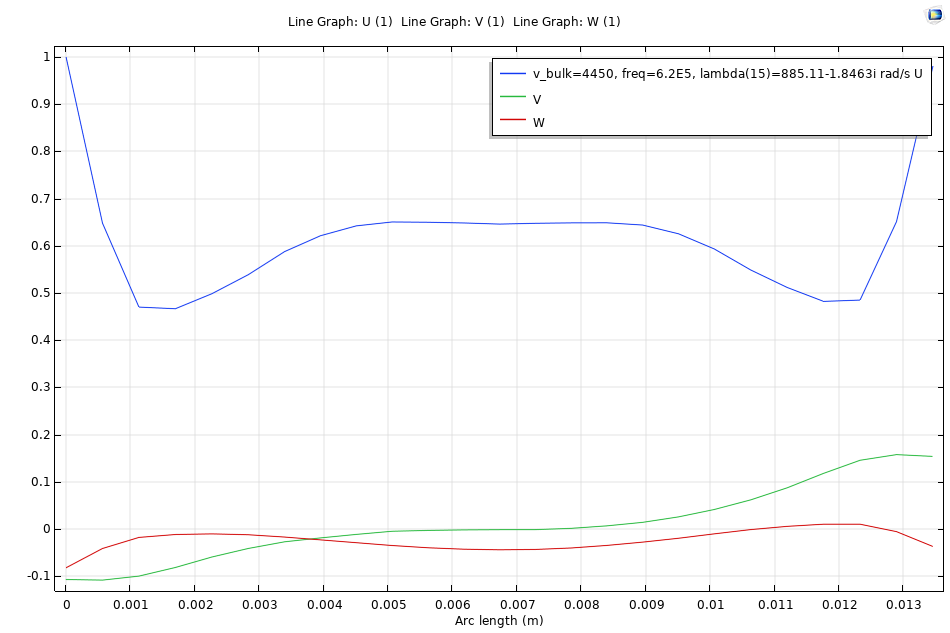 Line Graph: U (1)  Line Graph: V (1)  Line Graph: W (1)
v_bulk=4450, freq=6.2E5, lambda(15)=885.11-1.8463i rad/s U
V
W
1
0.9
0.8
0.7
0.6
0.5
0.4
0.3
0.2
0.1
0
-0.1
0 0.001 0.002 0.003 0.004 0.005 0.006 0.007 0.008 0.009 0.01 0.011 0.012 0.013
Arc length (m)